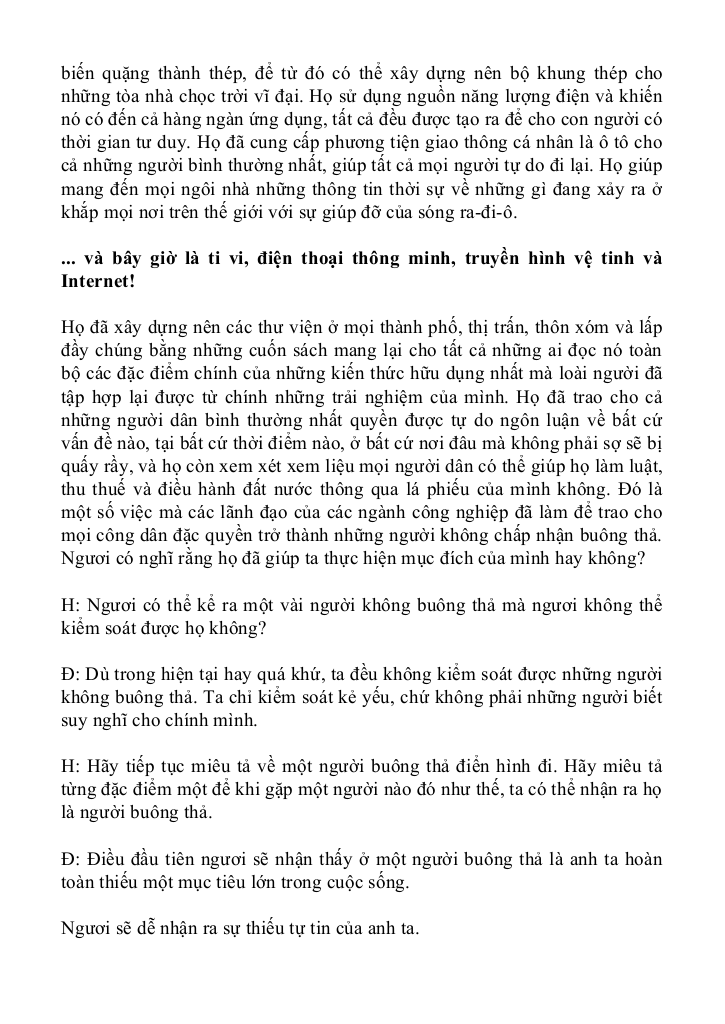 biến quặng thành thép, để từ đó có thể xây dựng nên bộ khung thép cho
những tòa nhà chọc trời vĩ đại. Họ sử dụng nguồn năng lượng điện và khiến
nó có đến cả hàng ngàn ứng dụng, tất cả đều được tạo ra để cho con người có
thời gian tư duy. Họ đã cung cấp phương tiện giao thông cá nhân là ô tô cho
cả những người bình thường nhất, giúp tất cả mọi người tự do đi lại. Họ giúp
mang đến mọi ngôi nhà những thông tin thời sự về những gì đang xảy ra ở
khắp mọi nơi trên thế giới với sự giúp đỡ của sóng ra-đi-ô.
... và bây giờ là ti vi, điện thoại thông minh, truyền hình vệ tinh và
Internet!
Họ đã xây dựng nên các thư viện ở mọi thành phố, thị trấn, thôn xóm và lấp
đầy chúng bằng những cuốn sách mang lại cho tất cả những ai đọc nó toàn
bộ các đặc điểm chính của những kiến thức hữu dụng nhất mà loài người đã
tập hợp lại được từ chính những trải nghiệm của mình. Họ đã trao cho cả
những người dân bình thường nhất quyền được tự do ngôn luận về bất cứ
vấn đề nào, tại bất cứ thời điểm nào, ở bất cứ nơi đâu mà không phải sợ sẽ bị
quấy rầy, và họ còn xem xét xem liệu mọi người dân có thể giúp họ làm luật,
thu thuế và điều hành đất nước thông qua lá phiếu của mình không. Đó là
một số việc mà các lãnh đạo của các ngành công nghiệp đã làm để trao cho
mọi công dân đặc quyền trở thành những người không chấp nhận buông thả.
Ngươi có nghĩ rằng họ đã giúp ta thực hiện mục đích của mình hay không?
H: Ngươi có thể kể ra một vài người không buông thả mà ngươi không thể
kiểm soát được họ không?
Đ: Dù trong hiện tại hay quá khứ, ta đều không kiểm soát được những người
không buông thả. Ta chỉ kiểm soát kẻ yếu, chứ không phải những người biết
suy nghĩ cho chính mình.
H: Hãy tiếp tục miêu tả về một người buông thả điển hình đi. Hãy miêu tả
từng đặc điểm một để khi gặp một người nào đó như thế, ta có thể nhận ra họ
là người buông thả.
Đ: Điều đầu tiên ngươi sẽ nhận thấy ở một người buông thả là anh ta hoàn
toàn thiếu một mục tiêu lớn trong cuộc sống.
Ngươi sẽ dễ nhận ra sự thiếu tự tin của anh ta.